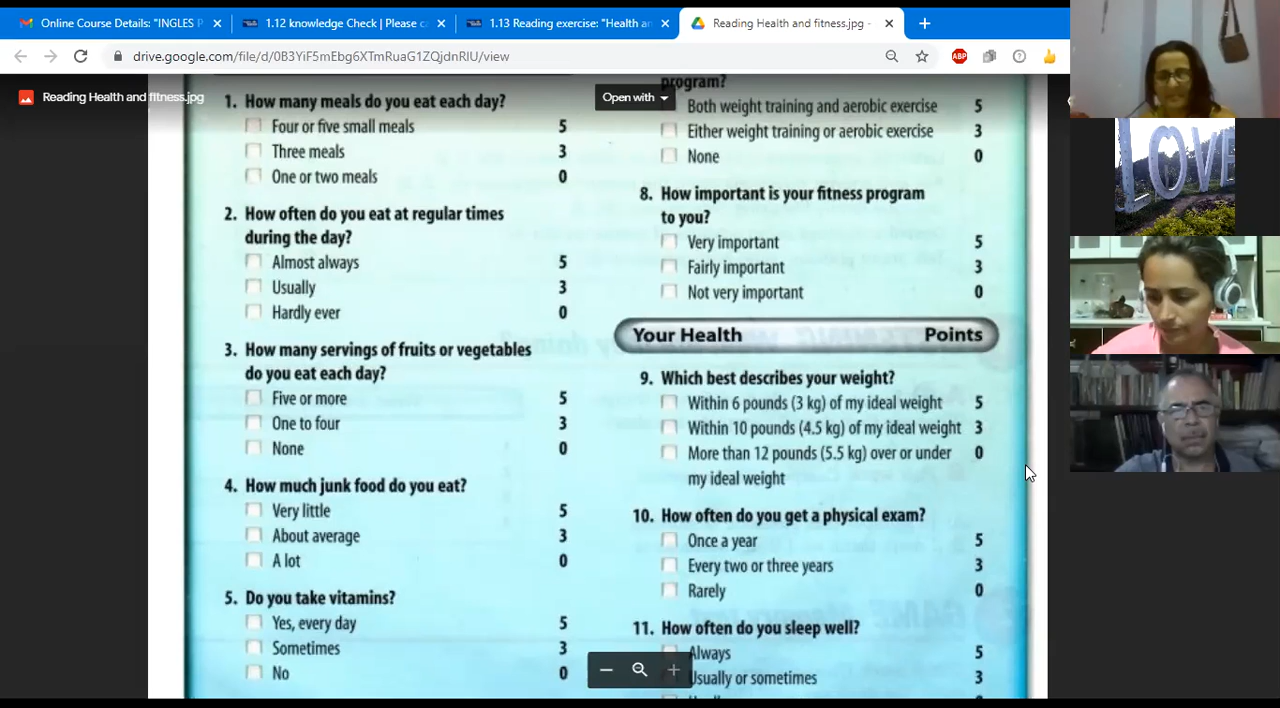 Online Course Details: "INGLES P
1.12 knowledge Check | Please ca
1.13 Reading exercise: "Health an
Reading Health and fitness.jpg -
drive.google.com/file/d/0B3YiF5mEbg6XTmRuaG1ZQjdnRlU/view
ABP
Reading Health and fitness.jpg
Open with
1. How many meals do you eat each day?
Four or five small meals 5
Three meals 3
One or two meals 0
2. How often do you eat at regular times
during the day?
Almost always 5
Usually 3
Hardly ever 0
3. How many servings of fruits or vegetables
do you eat each day?
Five or more 5
One to four 3
None 0
4. How much junk food do you eat?
Very little 5
About average 3
A lot 0
5. Do you take vitamins?
Yes, every day 5
Sometimes 3
No 0
program?
Both weight training and aerobic exercise 5
Either weight training or aerobic exercise 3
None 0
8. How important is your fitness program
to you?
Very important 5
Fairly important 3
Not very important 0
Your Health Points
9. Which best describes your weight?
Within 6 pounds (3 kg) of my ideal weight 5
Within 10 pounds (4.5 kg) of my ideal weight 3
More than 12 pounds (5.5 kg) over or under 0
my ideal weight
10. How often do you get a physical exam?
Once a year 5
Every two or three years 3
Rarely 0
11. How often do you sleep well?
Always 5
Usually or sometimes 3
LOVE